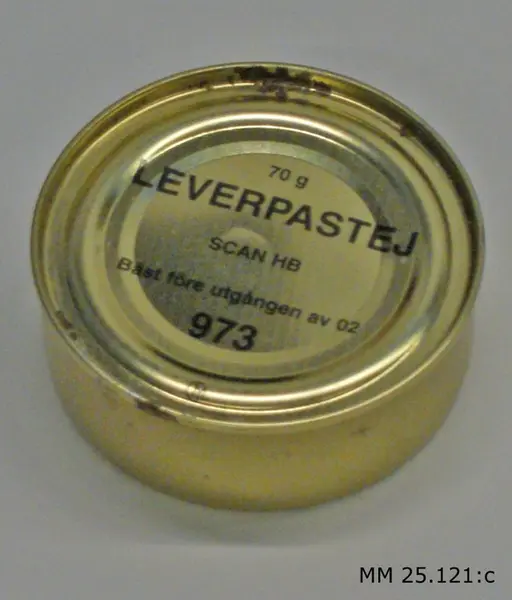 70 g
LEVERPASTEJ
SCAN HB
Bäst före utgången av 02
973
MM 25.121:c